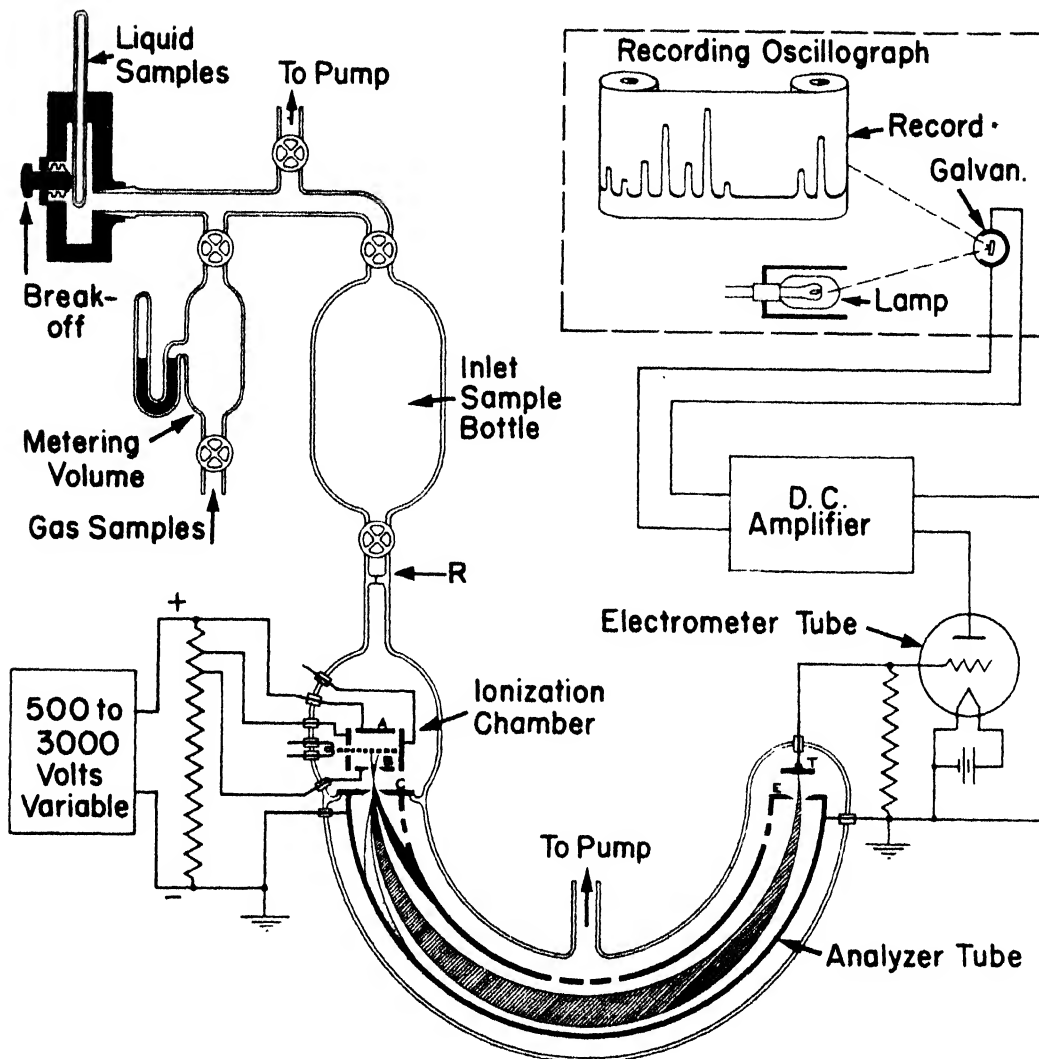 Liquid
Samples
To Pump
Recording Oscillograph
Record
Galvan.
Lamp
Break-
off
Inlet
Sample
Bottle
Metering
Volume
Gas Samples
R
D. C.
Amplifier
Electrometer Tube
+
500 to
3000
Volts
Variable
-
Ionization
Chamber
A
B
C
T
E
To Pump
Analyzer Tube